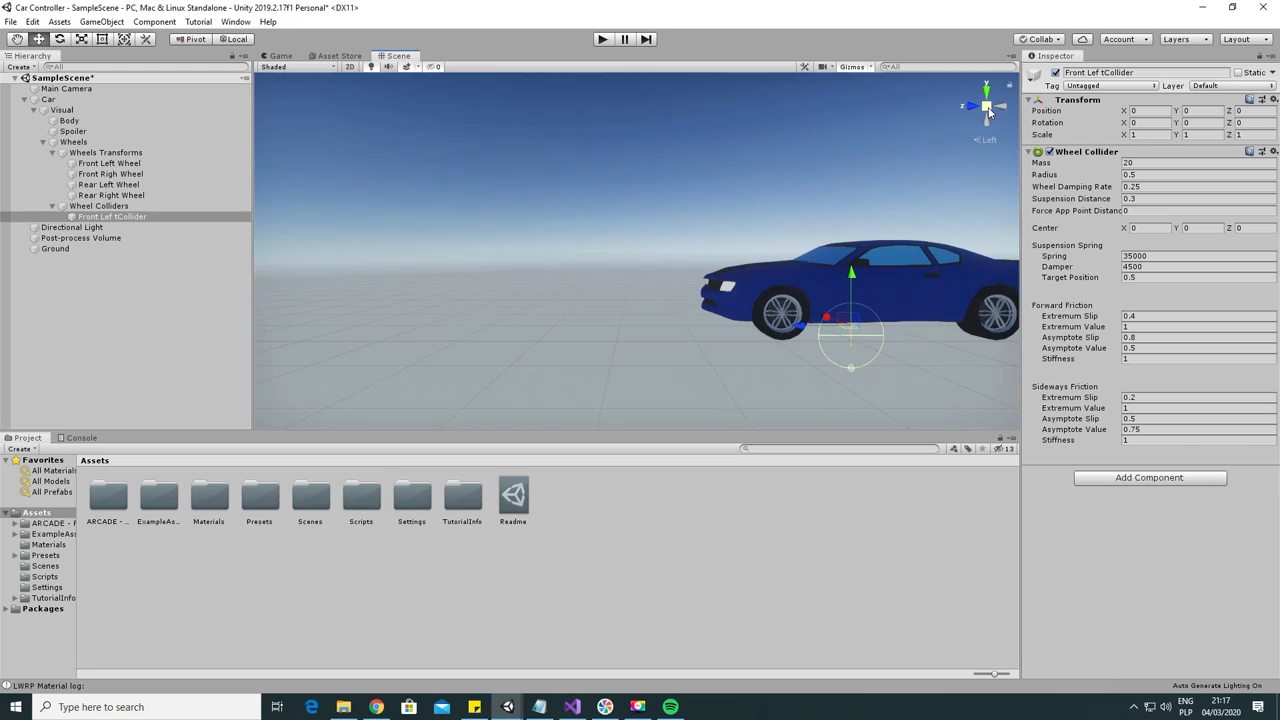 Car Controller - SampleScene - PC, Mac & Linux Standalone - Unity 2019.2.17f1 Personal* <DX11>
File Edit Assets GameObject Component Tutorial Window Help
Pivot Local
Collab Account Layers Layout
Hierarchy
Create All
SampleScene*
Main Camera
Car
Visual
Body
Spoiler
Wheels
Wheels Transforms
Front Left Wheel
Front Righ Wheel
Rear Left Wheel
Rear Right Wheel
Wheel Colliders
Front Lef tCollider
Directional Light
Post-process Volume
Ground
Game Asset Store Scene
Shaded 2D 0 Gizmos All
y
z
Left
Inspector
Front Lef tCollider Static
Tag Untagged Layer Default
Transform
Position X 0 Y 0 Z 0
Rotation X 0 Y 0 Z 0
Scale X 1 Y 1 Z 1
Wheel Collider
Mass 20
Radius 0.5
Wheel Damping Rate 0.25
Suspension Distance 0.3
Force App Point Distanc 0
Center X 0 Y 0 Z 0
Suspension Spring
Spring 35000
Damper 4500
Target Position 0.5
Forward Friction
Extremum Slip 0.4
Extremum Value 1
Asymptote Slip 0.8
Asymptote Value 0.5
Stiffness 1
Sideways Friction
Extremum Slip 0.2
Extremum Value 1
Asymptote Slip 0.5
Asymptote Value 0.75
Stiffness 1
Add Component
Project Console
Create 13
Favorites
All Materials
All Models
All Prefabs
Assets
ARCADE - F
ExampleAss
Materials
Presets
Scenes
Scripts
Settings
TutorialInfo
Packages
Assets
ARCADE - ... ExampleAs... Materials Presets Scenes Scripts Settings TutorialInfo Readme
LWRP Material log:
Auto Generate Lighting On
Type here to search
ENG 21:17
PLP 04/03/2020